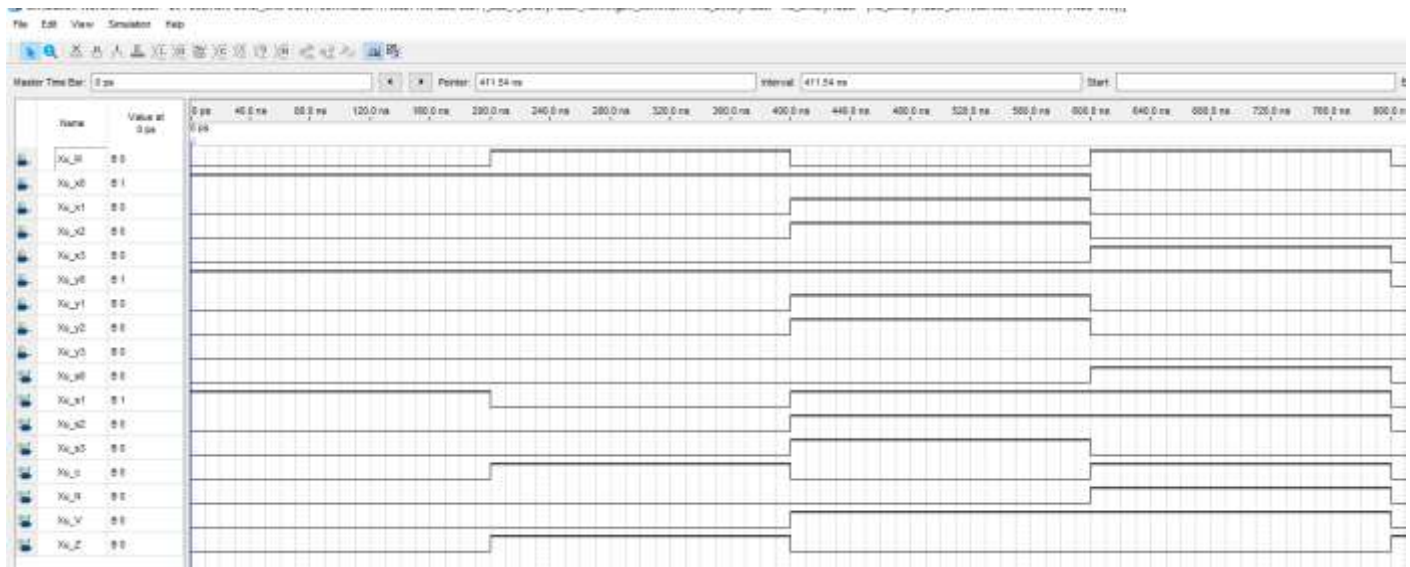 File Edit View Simulator Help
Master Time Bar: 0 ps Pointer: 411.54 ns Interval: 411.54 ns Start:
Name Value at 0 ps
0 ps 40.0 ns 80.0 ns 120.0 ns 160.0 ns 200.0 ns 240.0 ns 280.0 ns 320.0 ns 360.0 ns 400.0 ns 440.0 ns 480.0 ns 520.0 ns 560.0 ns 600.0 ns 640.0 ns 680.0 ns 720.0 ns 760.0 ns 800.0 n
0 ps
B 0
Xu_x0 B 1
Xu_x1 B 0
Xu_x2 B 0
Xu_x3 B 0
Xu_y0 B 1
Xu_y1 B 0
Xu_y2 B 0
Xu_y3 B 0
Xu_s0 B 0
Xu_s1 B 1
Xu_s2 B 0
Xu_s3 B 0
Xu_c B 0
Xu_N B 0
Xu_V B 0
Xu_Z B 0